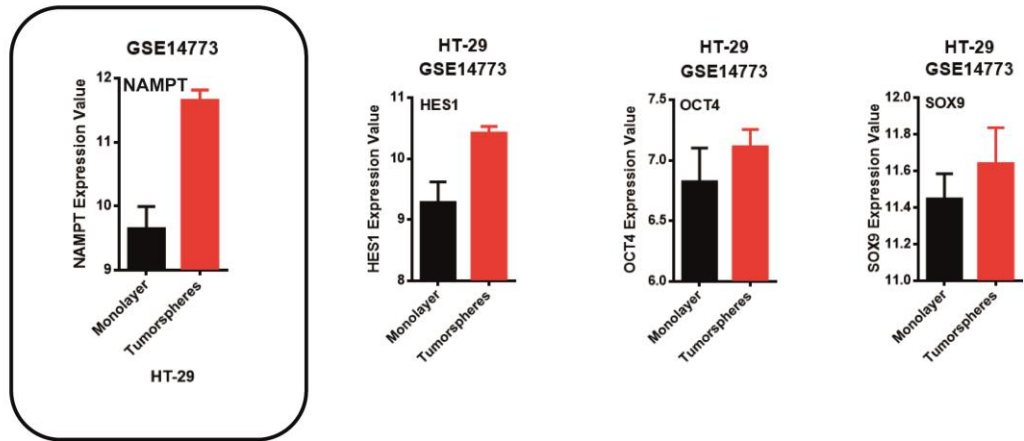 GSE14773
NAMPT
NAMPT Expression Value
12
11
10
9
Monolayer
Tumorspheres
HT-29
HT-29
GSE14773
HES1
HES1 Expression Value
11
10
9
8
Monolayer
Tumorspheres
HT-29
GSE14773
OCT4
OCT4 Expression Value
7.5
7.0
6.5
6.0
Monolayer
Tumorspheres
HT-29
GSE14773
SOX9
SOX9 Expression Value
12.0
11.8
11.6
11.4
11.2
11.0
Monolayer
Tumorspheres